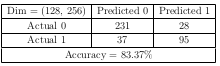 Dim = (128, 256) Predicted 0 Predicted 1
Actual 0 231 28
Actual 1 37 95
Accuracy = 83.37%